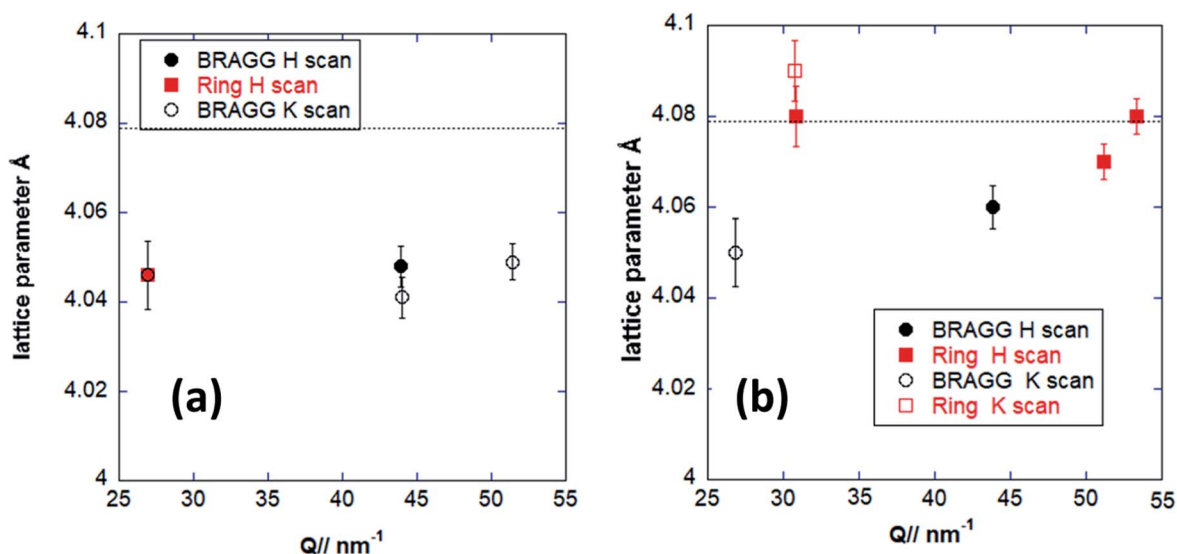 4.1
4.08
4.06
4.04
4.02
4
lattice parameter Å
BRAGG H scan
Ring H scan
BRAGG K scan
(a)
25 30 35 40 45 50 55
Q// nm-1
4.1
4.08
4.06
4.04
4.02
4
lattice parameter Å
BRAGG H scan
Ring H scan
BRAGG K scan
Ring K scan
(b)
25 30 35 40 45 50 55
Q// nm-1